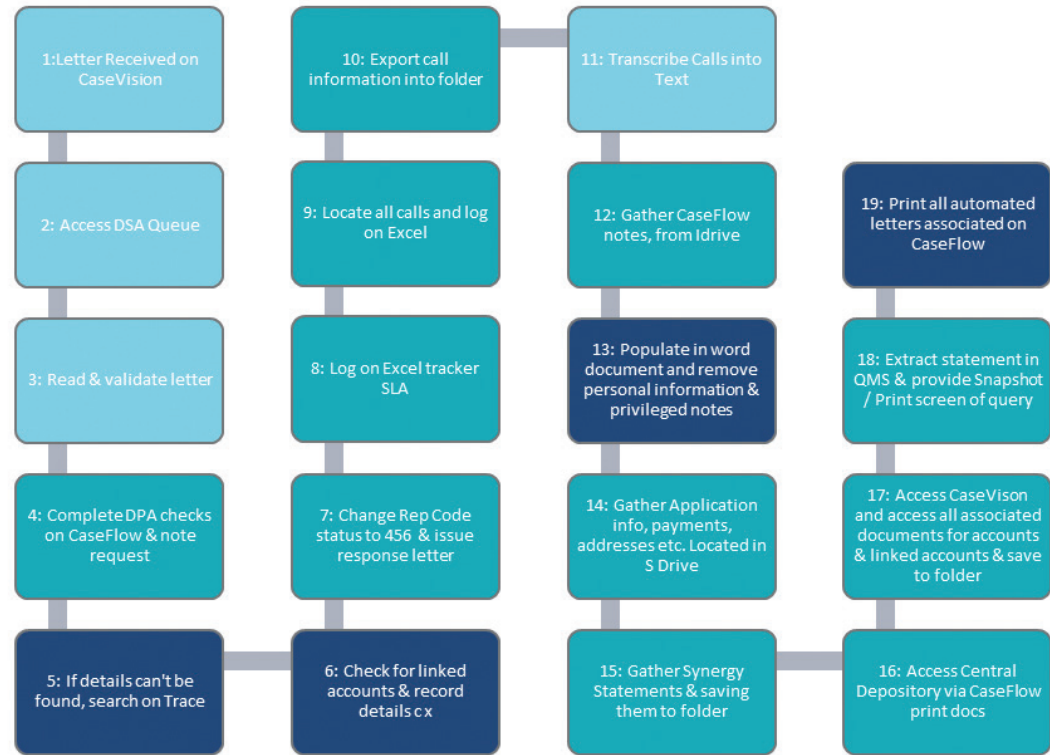 1:Letter Received on
CaseVision
2: Access DSA Queue
3: Read & validate letter
4: Complete DPA checks
on CaseFlow & note
request
5: If details can't be
found, search on Trace
6: Check for linked
accounts & record
details c x
7: Change Rep Code
status to 456 & issue
response letter
8: Log on Excel tracker
SLA
9: Locate all calls and log
on Excel
10: Export call
information into folder
11: Transcribe Calls into
Text
12: Gather CaseFlow
notes, from Idrive
13: Populate in word
document and remove
personal information &
privileged notes
14: Gather Application
info, payments,
addresses etc. Located in
S Drive
15: Gather Synergy
Statements & saving
them to folder
16: Access Central
Depository via CaseFlow
print docs
17: Access CaseVison
and access all associated
documents for accounts
& linked accounts & save
to folder
18: Extract statement in
QMS & provide Snapshot
/ Print screen of query
19: Print all automated
letters associated on
CaseFlow